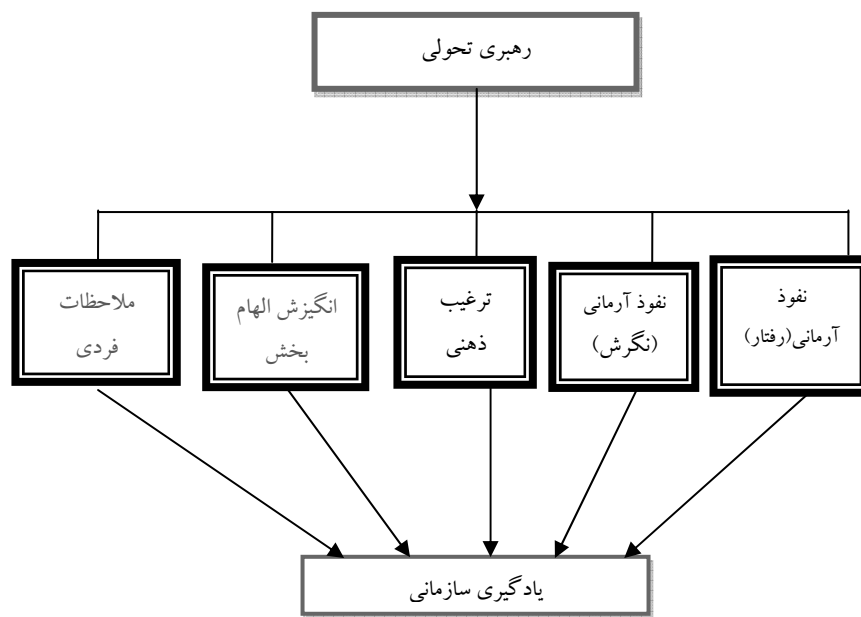 رهبری تحولی
نفوذ
آرمانی(رفتار)
نفوذ آرمانی
(نگرش)
ترغیب
ذهنی
انگیزش الهام
بخش
ملاحظات
فردی
یادگیری سازمانی